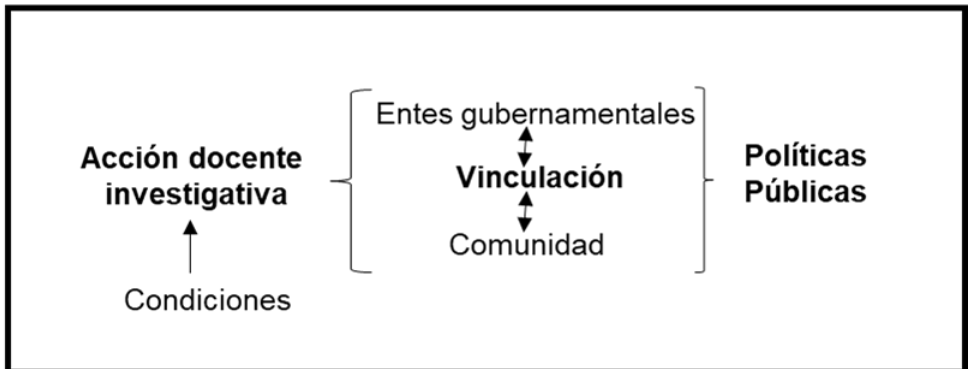 Entes gubernamentales
Acción docente
investigativa
Vinculación
Políticas
Públicas
Comunidad
Condiciones